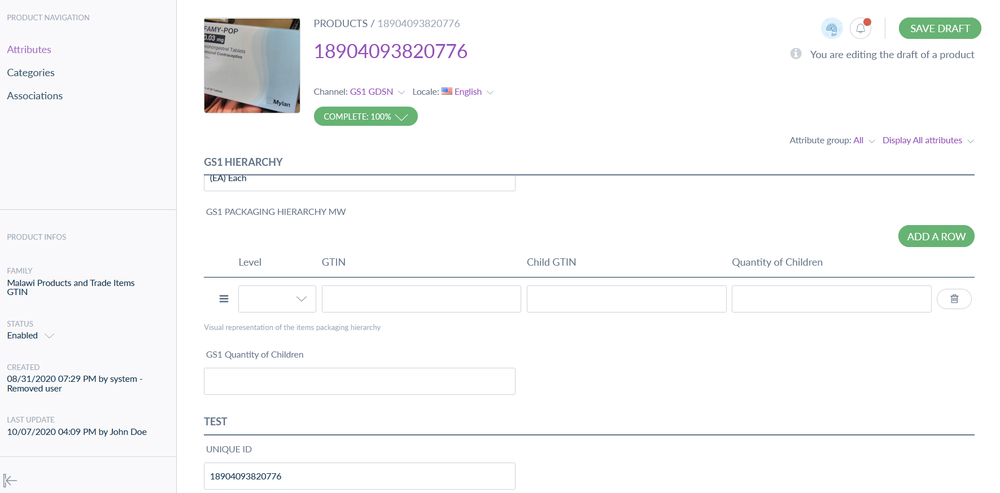 PRODUCT NAVIGATION
Attributes
Categories
Associations
PRODUCT INFOS
FAMILY
Malawi Products and Trade Items
GTIN
STATUS
Enabled
CREATED
08/31/2020 07:29 PM by system -
Removed user
LAST UPDATE
10/07/2020 04:09 PM by John Doe
FAMY-POP
0.03 mg
vonorgestrel Tablets
rmonal Contraceptive
of 35 Tablets
Mylan
PRODUCTS / 18904093820776
18904093820776
Channel: GS1 GDSN Locale: English
COMPLETE: 100%
SAVE DRAFT
You are editing the draft of a product
Attribute group: All Display All attributes
GS1 HIERARCHY
(EA) Each
GS1 PACKAGING HIERARCHY MW
ADD A ROW
Level GTIN Child GTIN Quantity of Children
Visual representation of the items packaging hierarchy
GS1 Quantity of Children
TEST
UNIQUE ID
18904093820776